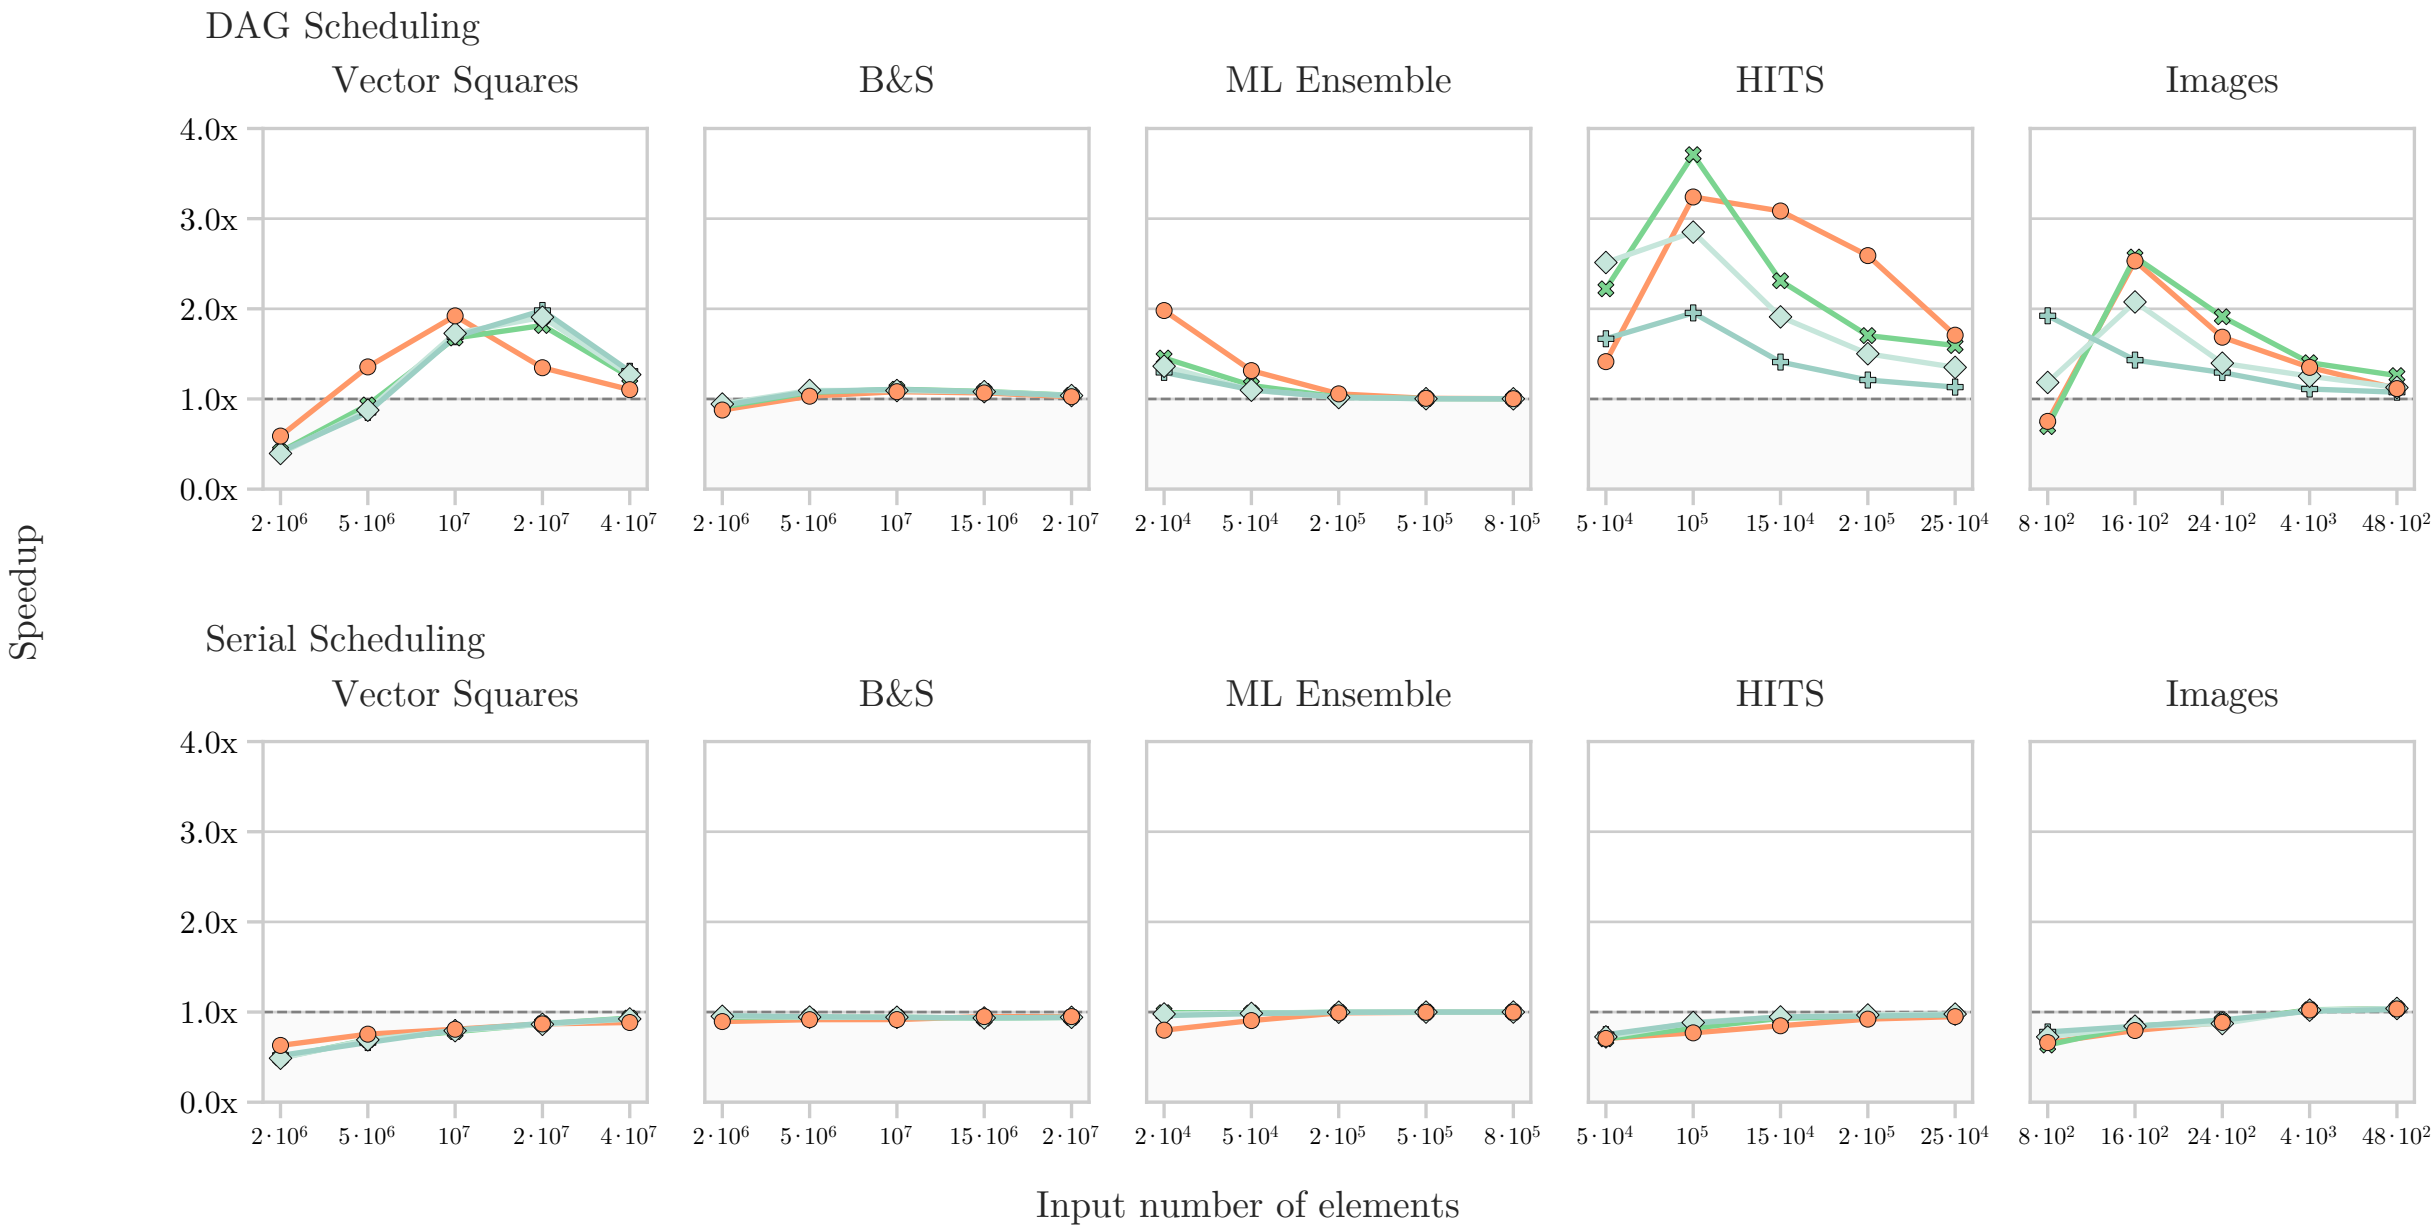 DAG Scheduling
Vector Squares B&S ML Ensemble HITS Images
4.0x
3.0x
2.0x
1.0x
0.0x
2·10⁶ 5·10⁶ 10⁷ 2·10⁷ 4·10⁷ 2·10⁶ 5·10⁶ 10⁷ 15·10⁶ 2·10⁷ 2·10⁴ 5·10⁴ 2·10⁵ 5·10⁵ 8·10⁵ 5·10⁴ 10⁵ 15·10⁴ 2·10⁵ 25·10⁴ 8·10² 16·10² 24·10² 4·10³ 48·10²
Speedup
Serial Scheduling
Vector Squares B&S ML Ensemble HITS Images
4.0x
3.0x
2.0x
1.0x
0.0x
2·10⁶ 5·10⁶ 10⁷ 2·10⁷ 4·10⁷ 2·10⁶ 5·10⁶ 10⁷ 15·10⁶ 2·10⁷ 2·10⁴ 5·10⁴ 2·10⁵ 5·10⁵ 8·10⁵ 5·10⁴ 10⁵ 15·10⁴ 2·10⁵ 25·10⁴ 8·10² 16·10² 24·10² 4·10³ 48·10²
Input number of elements